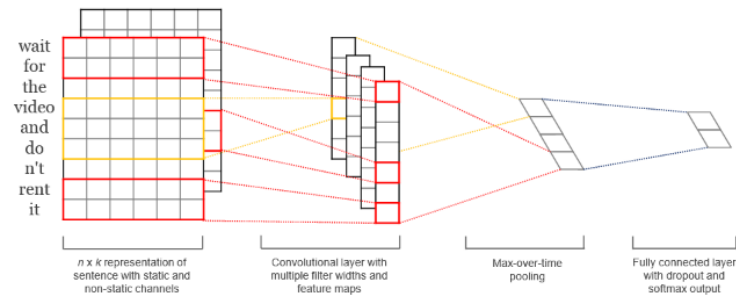 wait
for
the
video
and
do
n't
rent
it
n x k representation of
sentence with static and
non-static channels
Convolutional layer with
multiple filter widths and
feature maps
Max-over-time
pooling
Fully connected layer
with dropout and
softmax output